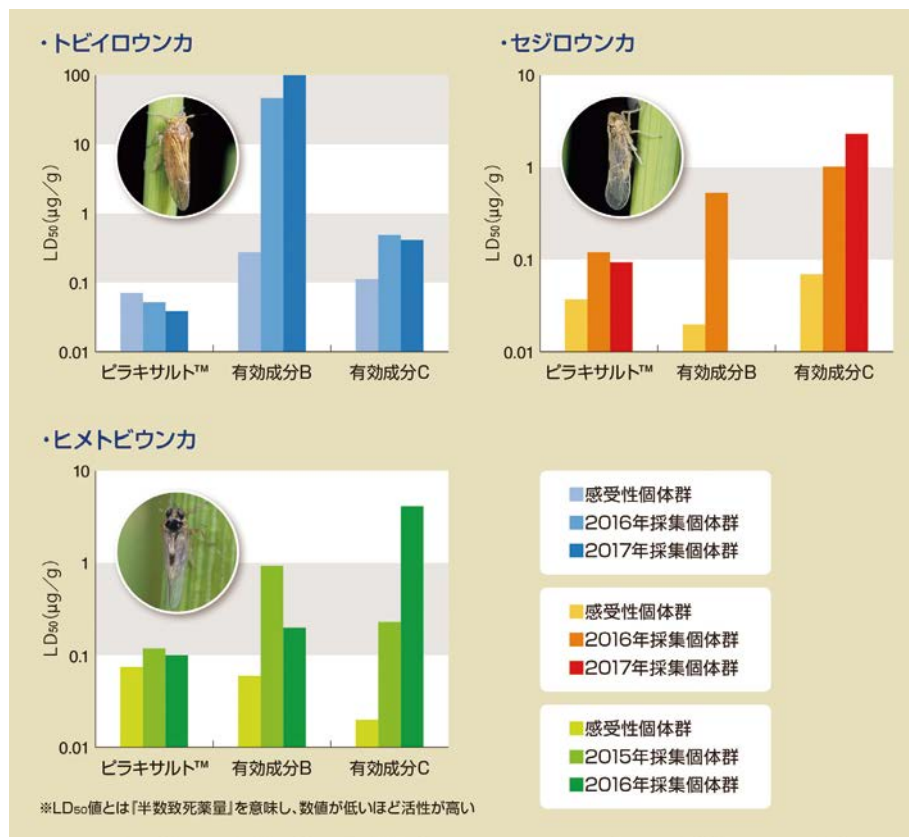 ・トビイロウンカ
LD50(μg/g)
100
10
1
0.1
0.01
ピラキサルト™ 有効成分B 有効成分C
・セジロウンカ
LD50(μg/g)
10
1
0.1
0.01
ピラキサルト™ 有効成分B 有効成分C
・ヒメトビウンカ
LD50(μg/g)
10
1
0.1
0.01
ピラキサルト™ 有効成分B 有効成分C
感受性個体群
2016年採集個体群
2017年採集個体群
感受性個体群
2016年採集個体群
2017年採集個体群
感受性個体群
2015年採集個体群
2016年採集個体群
※LD50値とは『半数致死薬量』を意味し、数値が低いほど活性が高い